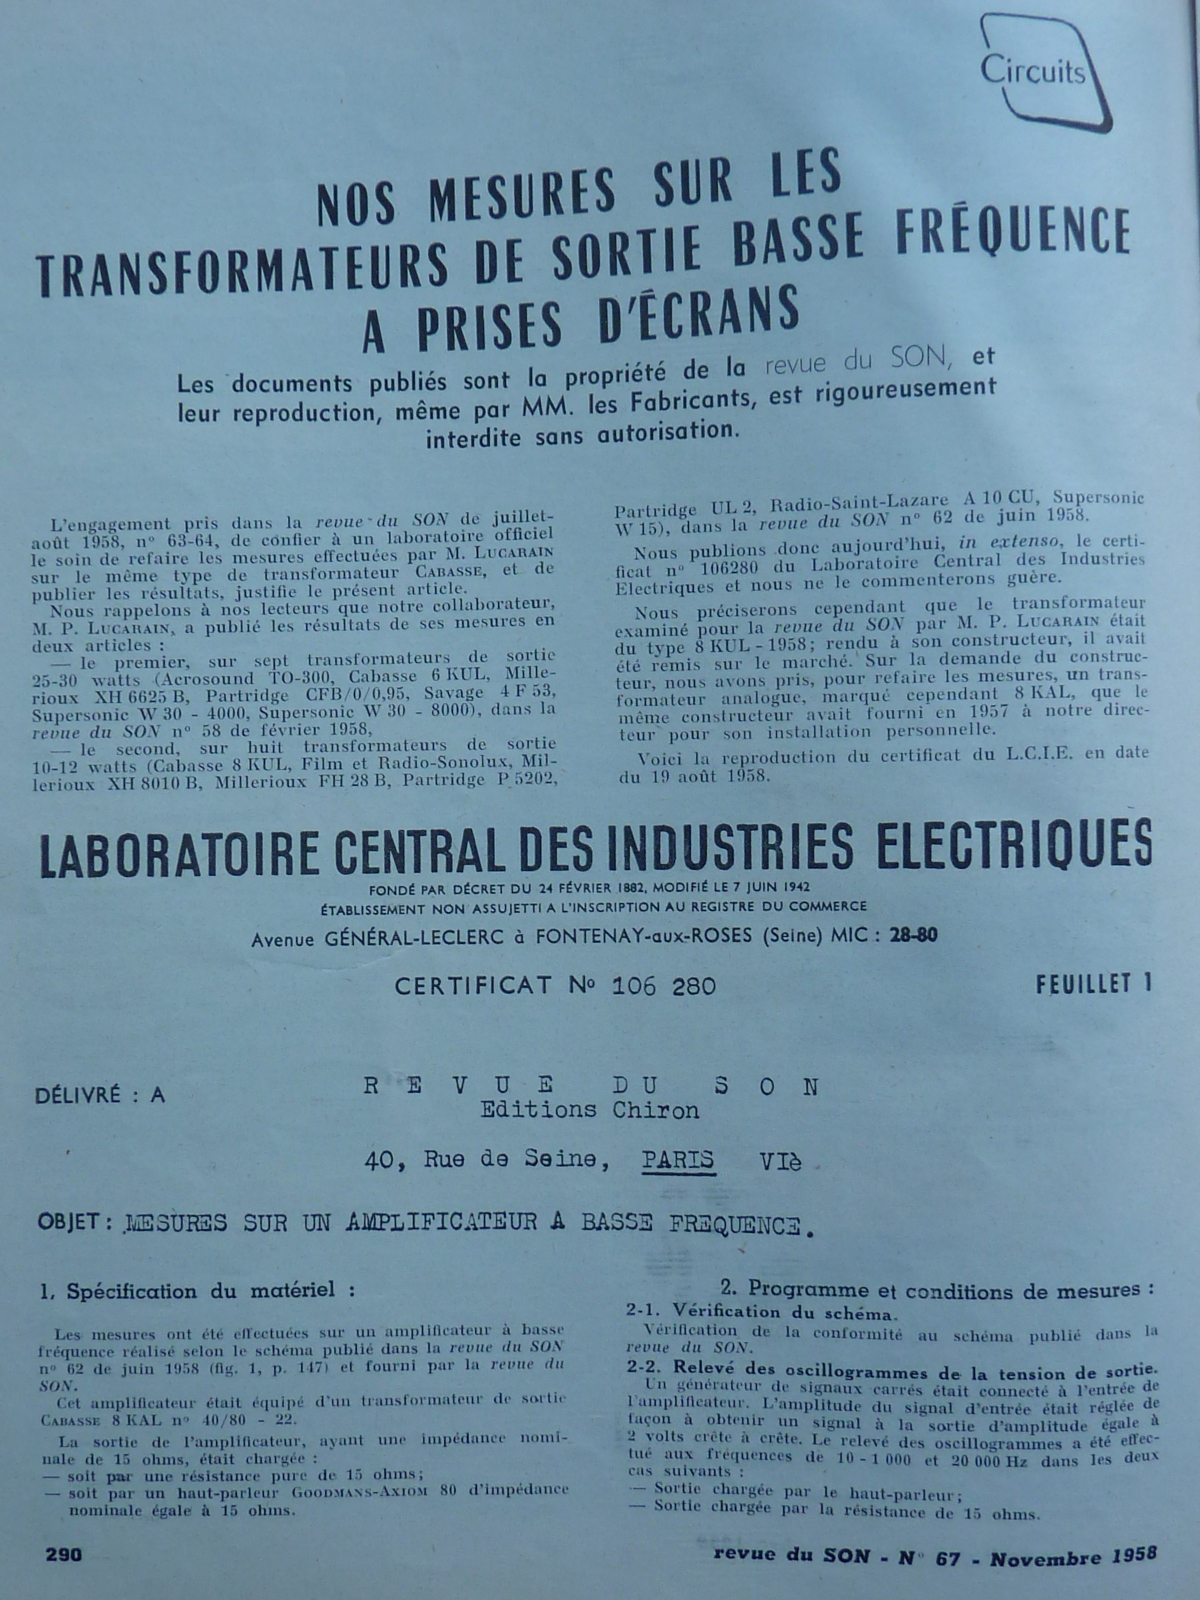 Circuits
NOS MESURES SUR LES
TRANSFORMATEURS DE SORTIE BASSE FRÉQUENCE
A PRISES D'ÉCRANS
Les documents publiés sont la propriété de la revue du SON, et
leur reproduction, même par MM. les Fabricants, est rigoureusement
interdite sans autorisation.
L'engagement pris dans la revue du SON de juillet-
août 1958, n° 63-64, de confier à un laboratoire officiel
le soin de refaire les mesures effectuées par M. LUCARAIN
sur le même type de transformateur CABASSE, et de
publier les résultats, justifie le présent article.
Nous rappelons à nos lecteurs que notre collaborateur,
M. P. LUCARAIN, a publié les résultats de ses mesures en
deux articles :
— le premier, sur sept transformateurs de sortie
25-30 watts (Acrosound TO-300, Cabasse 6 KUL, Mille-
rioux XH 6625 B, Partridge CFB/0/0,95, Savage 4 F 53,
Supersonic W 30 - 4000, Supersonic W 30 - 8000), dans la
revue du SON n° 58 de février 1958,
— le second, sur huit transformateurs de sortie
10-12 watts (Cabasse 8 KUL, Film et Radio-Sonolux, Mil-
lerioux XH 8010 B, Millerioux FH 28 B, Partridge P 5202,
Partridge UL 2, Radio-Saint-Lazare A 10 CU, Supersonic
W 15), dans la revue du SON n° 62 de juin 1958.
Nous publions donc aujourd'hui, in extenso, le certi-
ficat n° 106280 du Laboratoire Central des Industries
Electriques et nous ne le commenterons guère.
Nous préciserons cependant que le transformateur
examiné pour la revue du SON par M. P. LUCARAIN était
du type 8 KUL - 1958 ; rendu à son constructeur, il avait
été remis sur le marché. Sur la demande du construc-
teur, nous avons pris, pour refaire les mesures, un trans-
formateur analogue, marqué cependant 8 KAL, que le
même constructeur avait fourni en 1957 à notre direc-
teur pour son installation personnelle.
Voici la reproduction du certificat du L.C.I.E. en date
du 19 août 1958.
LABORATOIRE CENTRAL DES INDUSTRIES ELECTRIQUES
FONDÉ PAR DÉCRET DU 24 FÉVRIER 1882, MODIFIÉ LE 7 JUIN 1942
ÉTABLISSEMENT NON ASSUJETTI A L'INSCRIPTION AU REGISTRE DU COMMERCE
Avenue GÉNÉRAL-LECLERC à FONTENAY-aux-ROSES (Seine) MIC : 28-80
CERTIFICAT No 106 280 FEUILLET 1
DÉLIVRÉ : A REVUE DU SON
Editions Chiron
40, Rue de Seine, PARIS VIè
OBJET : MESURES SUR UN AMPLIFICATEUR A BASSE FREQUENCE.
1. Spécification du matériel :
Les mesures ont été effectuées sur un amplificateur à basse
fréquence réalisé selon le schéma publié dans la revue du SON
n° 62 de juin 1958 (fig. 1, p. 147) et fourni par la revue du
SON.
Cet amplificateur était équipé d'un transformateur de sortie
CABASSE 8 KAL n° 40/80 - 22.
La sortie de l'amplificateur, ayant une impédance nomi-
nale de 15 ohms, était chargée :
— soit par une résistance pure de 15 ohms ;
— soit par un haut-parleur GOODMANS-AXIOM 80 d'impédance
nominale égale à 15 ohms.
2. Programme et conditions de mesures :
2-1. Vérification du schéma.
Vérification de la conformité au schéma publié dans la
revue du SON.
2-2. Relevé des oscillogrammes de la tension de sortie.
Un générateur de signaux carrés était connecté à l'entrée de
l'amplificateur. L'amplitude du signal d'entrée était réglée de
façon à obtenir un signal à la sortie d'amplitude égale à
2 volts crête à crête. Le relevé des oscillogrammes a été effec-
tué aux fréquences de 10 - 1 000 et 20 000 Hz dans les deux
cas suivants :
— Sortie chargée par le haut-parleur ;
— Sortie chargée par la résistance de 15 ohms.
290
revue du SON - N° 67 - Novembre 1958